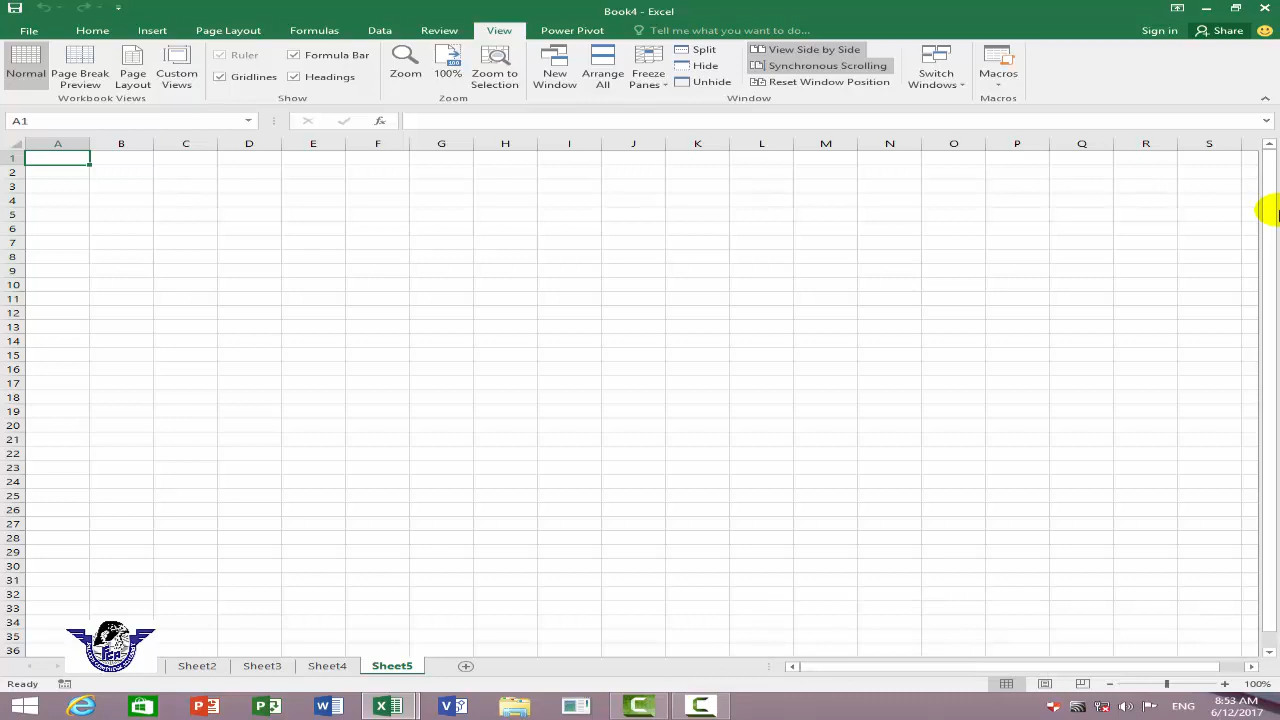 Book4 - Excel
File Home Insert Page Layout Formulas Data Review View Power Pivot Tell me what you want to do... Sign in Share
Normal Page Break Preview Page Layout Custom Views
Workbook Views
Ruler Formula Bar
Gridlines Headings
Show
Zoom 100% Zoom to Selection
Zoom
New Window Arrange All Freeze Panes
Split
Hide
Unhide
View Side by Side
Synchronous Scrolling
Reset Window Position
Switch Windows
Window
Macros
Macros
A1 fx
A B C D E F G H I J K L M N O P Q R S
1
2
3
4
5
6
7
8
9
10
11
12
13
14
15
16
17
18
19
20
21
22
23
24
25
26
27
28
29
30
31
32
33
34
35
36
Sheet2 Sheet3 Sheet4 Sheet5
Ready 100%
ENG 8:53 AM
6/12/2017